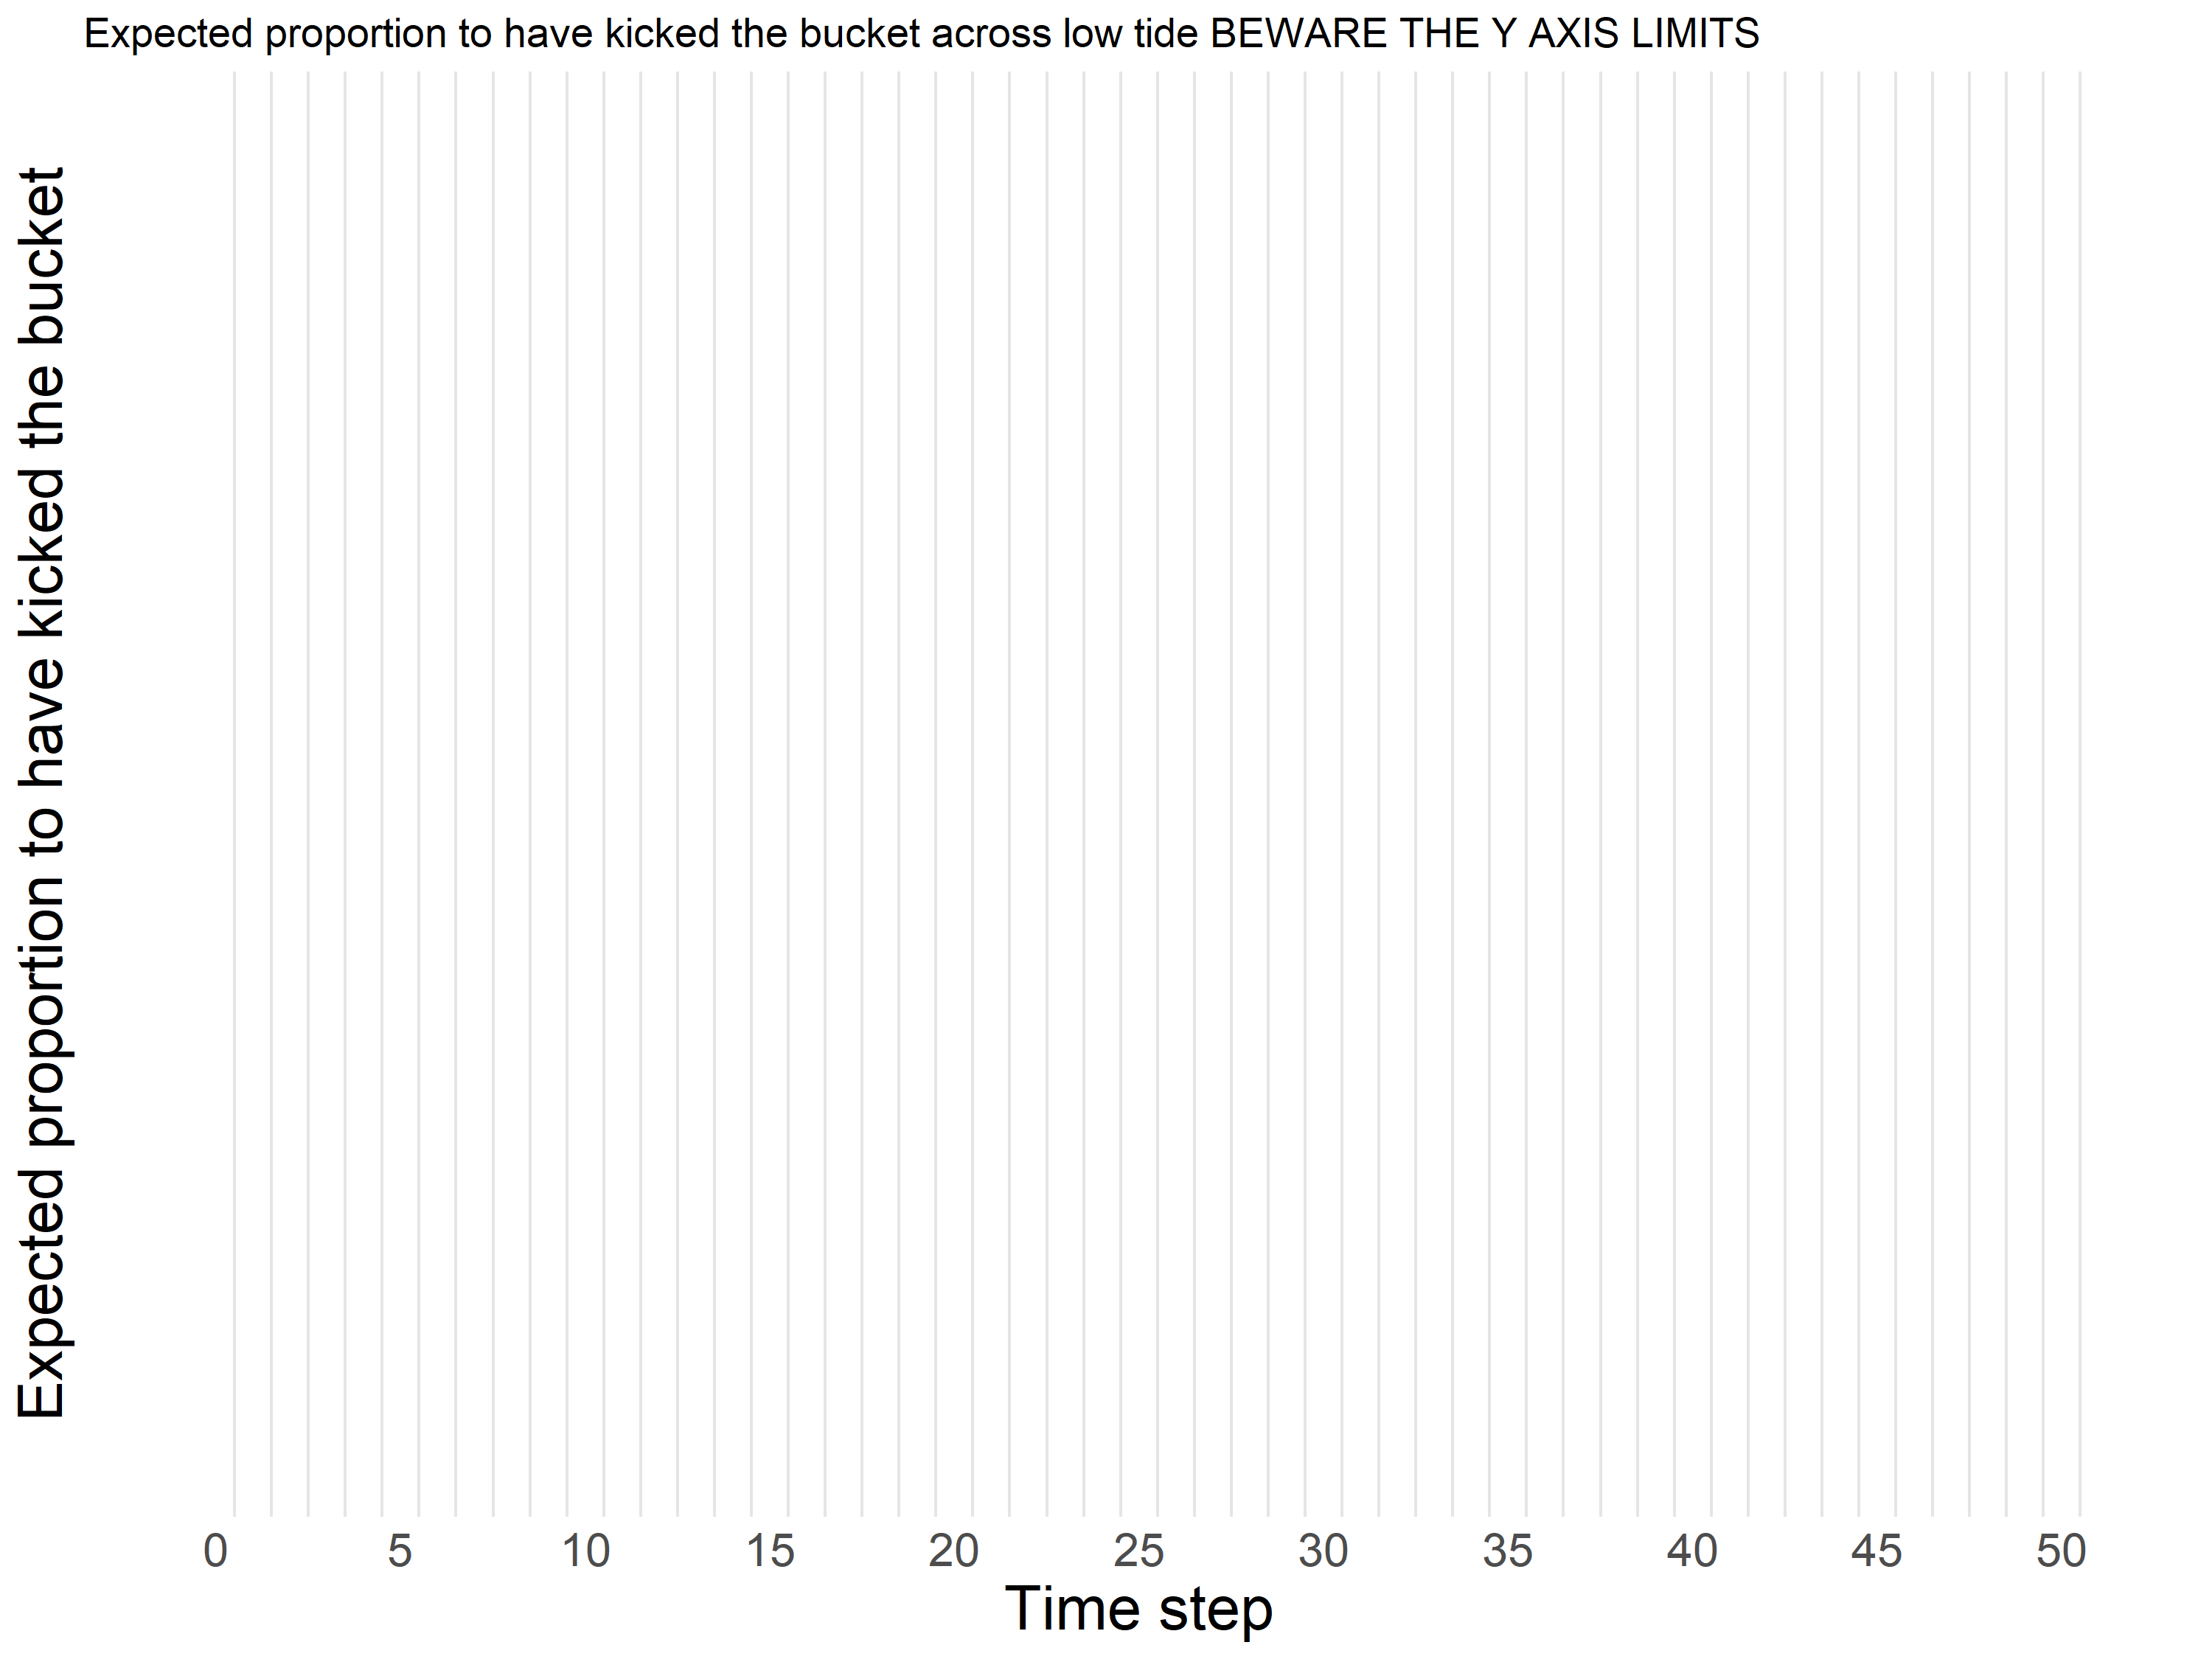 Expected proportion to have kicked the bucket across low tide BEWARE THE Y AXIS LIMITS
Expected proportion to have kicked the bucket
0 5 10 15 20 25 30 35 40 45 50
Time step